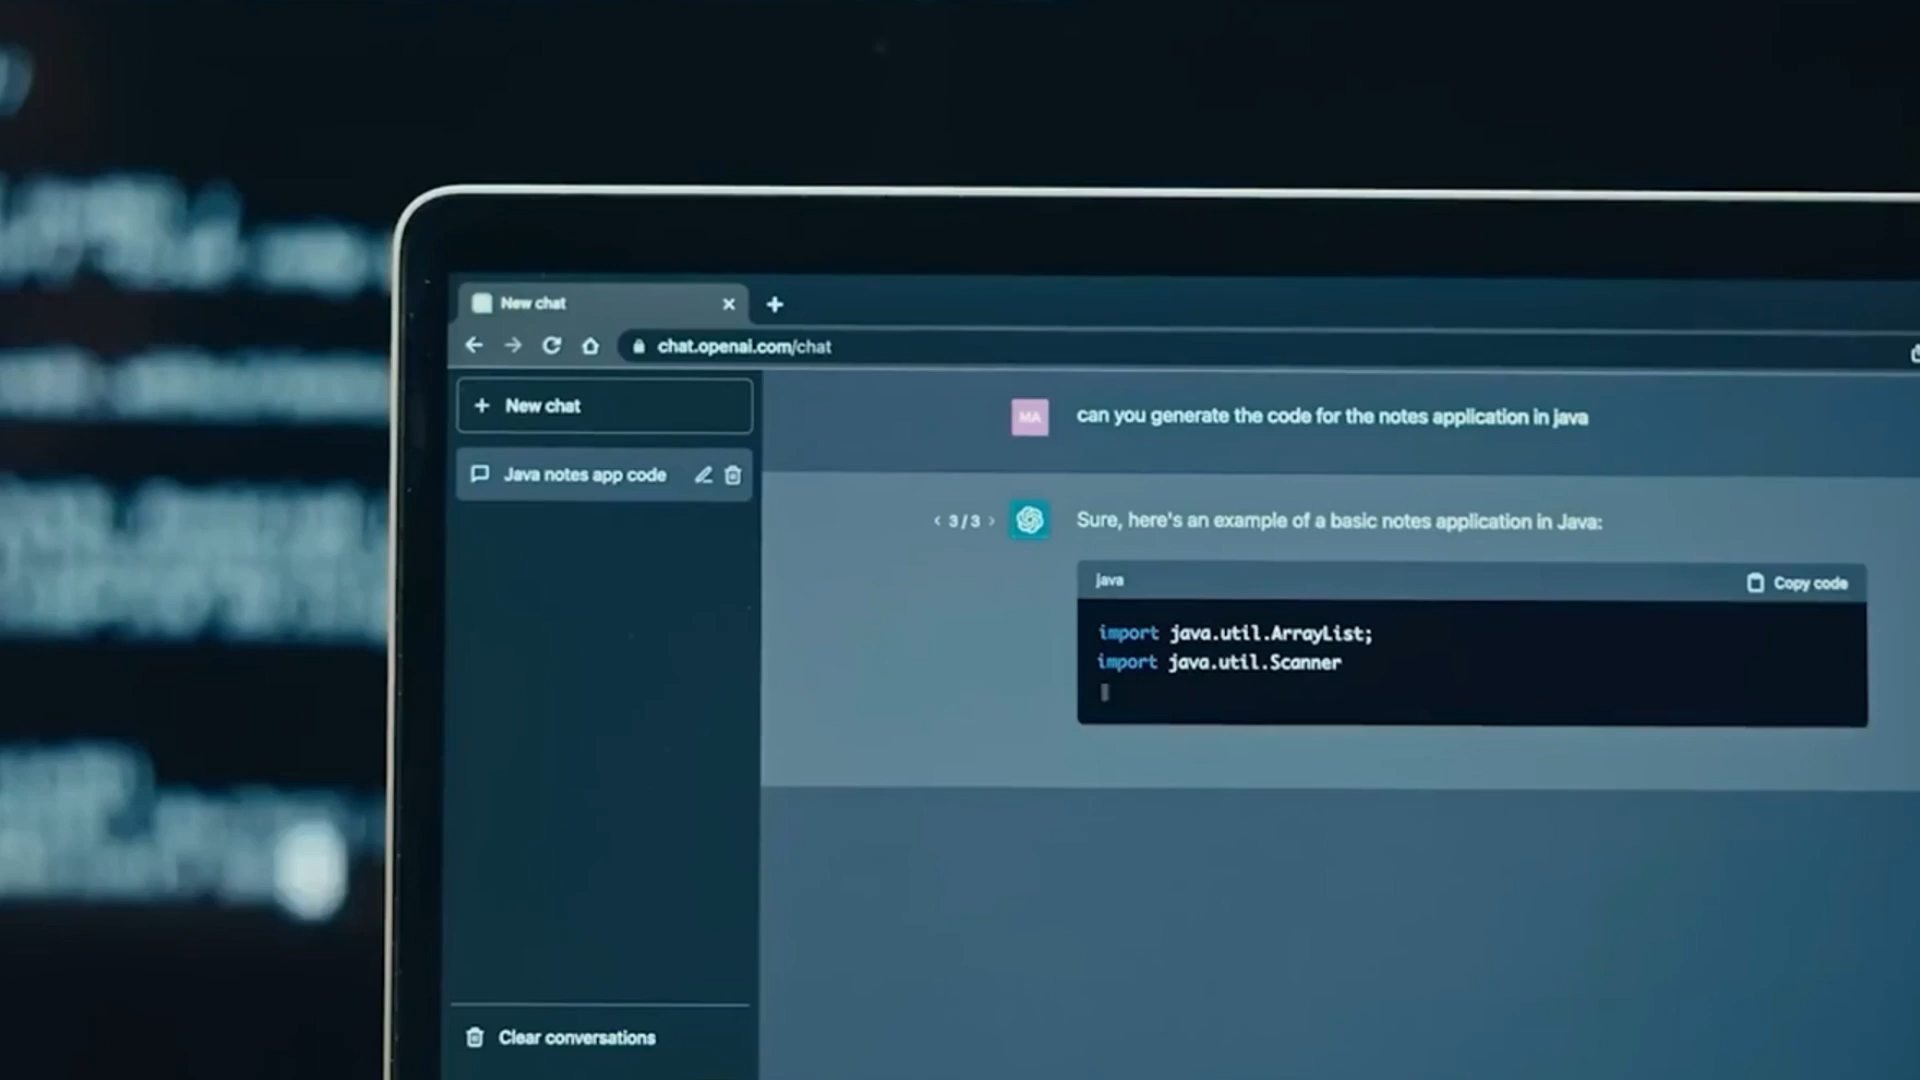 New chat
chat.openai.com/chat
New chat
Java notes app code
Clear conversations
MA
can you generate the code for the notes application in java
3/3
Sure, here's an example of a basic notes application in Java:
java
Copy code
import java.util.ArrayList;
import java.util.Scanner